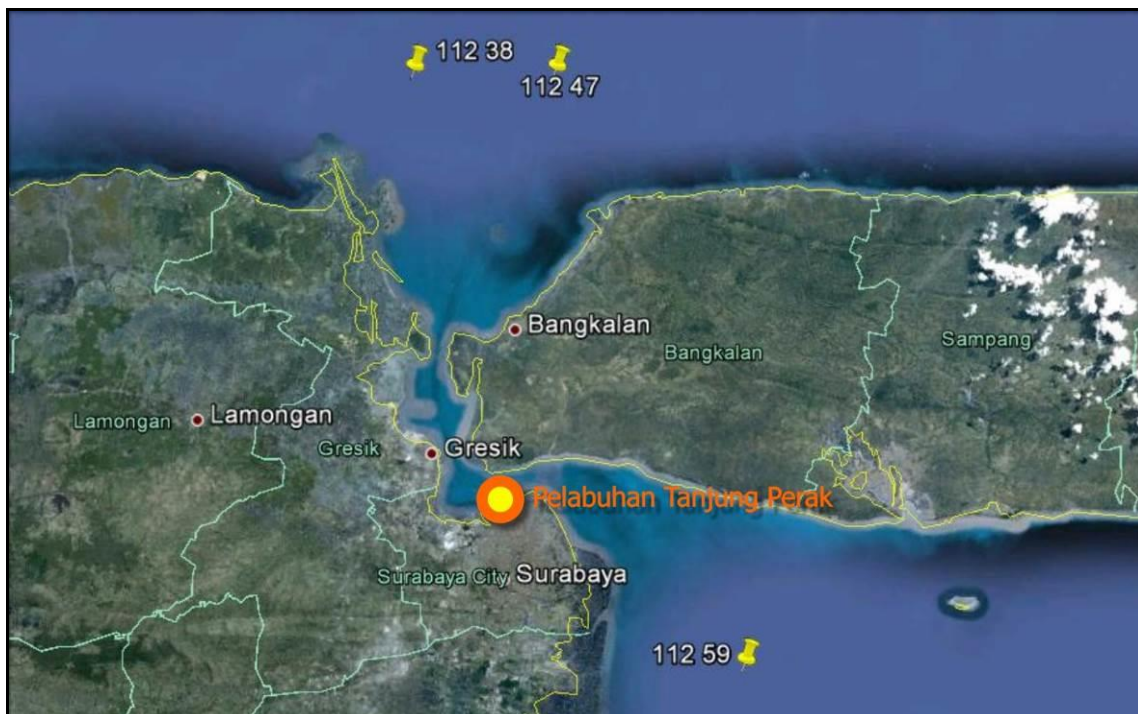 112 38
112 47
Bangkalan
Bangkalan
Sampang
Lamongan
Lamongan
Gresik
Gresik
Pelabuhan Tanjung Perak
Surabaya City
Surabaya
112 59